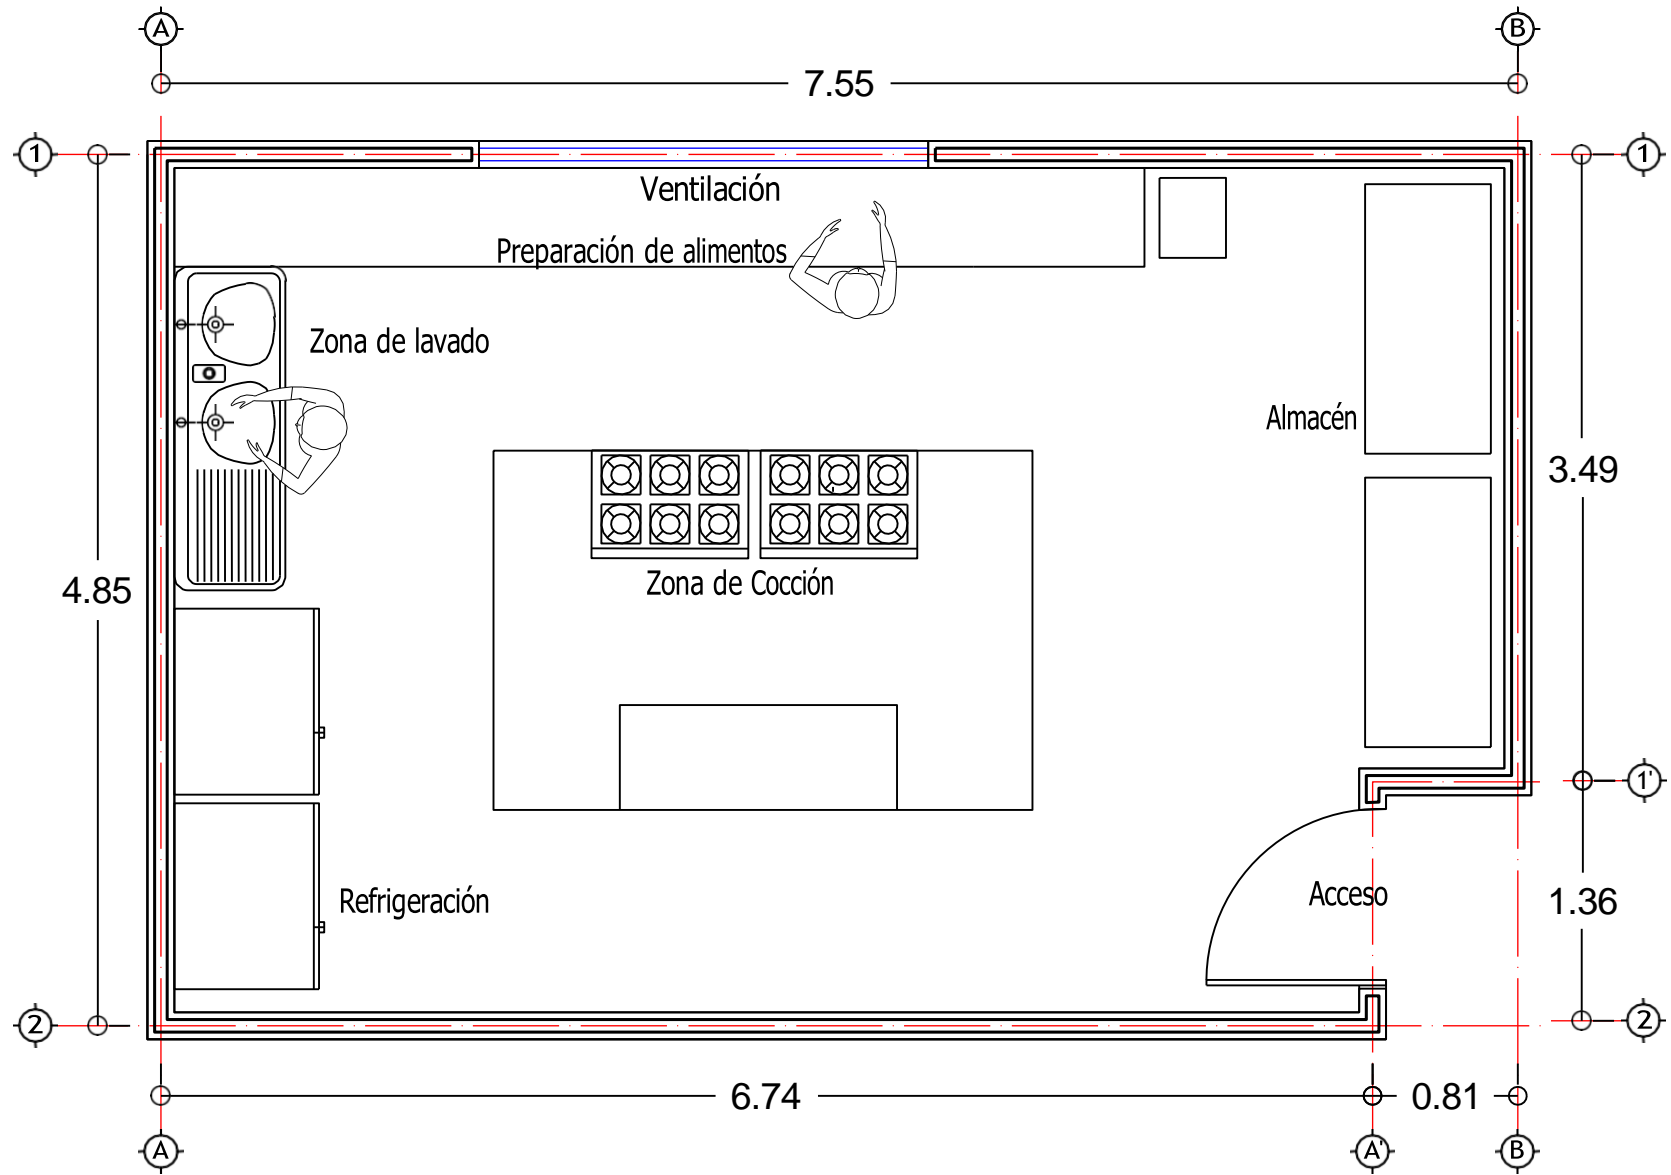 A
B
7.55
1
1
Ventilación
Preparación de alimentos
Zona de lavado
Almacén
3.49
4.85
Zona de Cocción
1'
Refrigeración
Acceso
1.36
2
2
6.74
0.81
A
A'
B